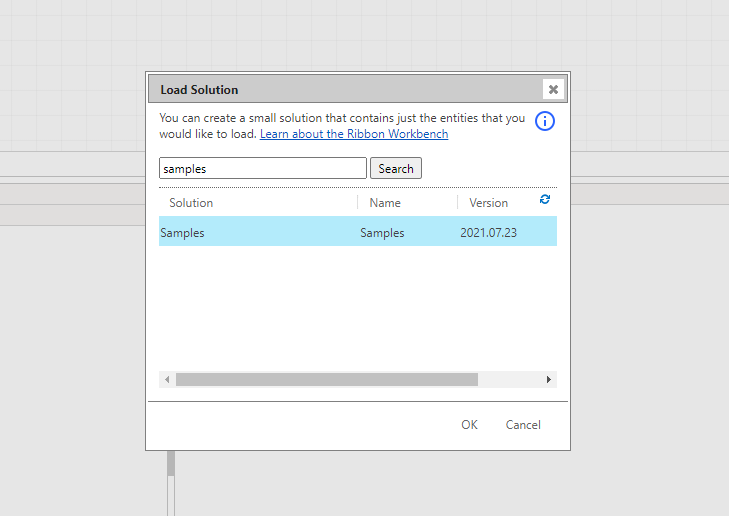 Load Solution
You can create a small solution that contains just the entities that you
would like to load. Learn about the Ribbon Workbench
samples Search
Solution Name Version
Samples Samples 2021.07.23
OK Cancel